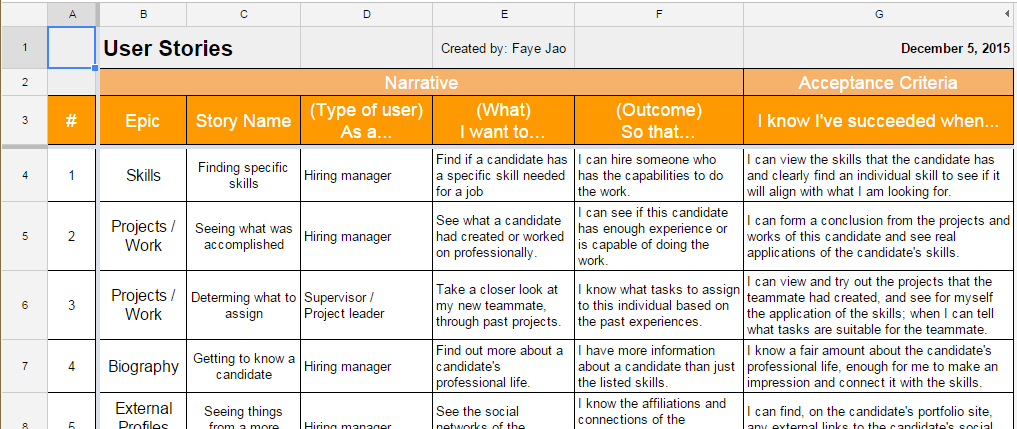 A B C D E F G
1 User Stories Created by: Faye Jao December 5, 2015
2 Narrative Acceptance Criteria
3 # Epic Story Name (Type of user) As a... (What) I want to... (Outcome) So that... I know I've succeeded when...
4 1 Skills
Finding specific
skills
Hiring manager
Find if a candidate has
a specific skill needed
for a job
I can hire someone who
has the capabilities to do
the work.
I can view the skills that the candidate has
and clearly find an individual skill to see if it
will align with what I am looking for.
5 2
Projects /
Work
Seeing what was
accomplished
Hiring manager
See what a candidate
had created or worked
on professionally.
I can see if this candidate
has enough experience or
is capable of doing the
work.
I can form a conclusion from the projects and
works of this candidate and see real
applications of the candidate's skills.
6 3
Projects /
Work
Determing what to
assign
Supervisor /
Project leader
Take a closer look at
my new teammate,
through past projects.
I know what tasks to assign
to this individual based on
the past experiences.
I can view and try out the projects that the
teammate had created, and see for myself
the application of the skills; when I can tell
what tasks are suitable for the teammate.
7 4 Biography
Getting to know a
candidate
Hiring manager
Find out more about a
candidate's
professional life.
I have more information
about a candidate than just
the listed skills.
I know a fair amount about the candidate's
professional life, enough for me to make an
impression and connect it with the skills.
8 5
External
Profiles
Seeing things
from a more
Hiring manager
See the social
networks of the
I know the affiliations and
connections of the
I can find, on the candidate's portfolio site,
any external links to the candidate's social